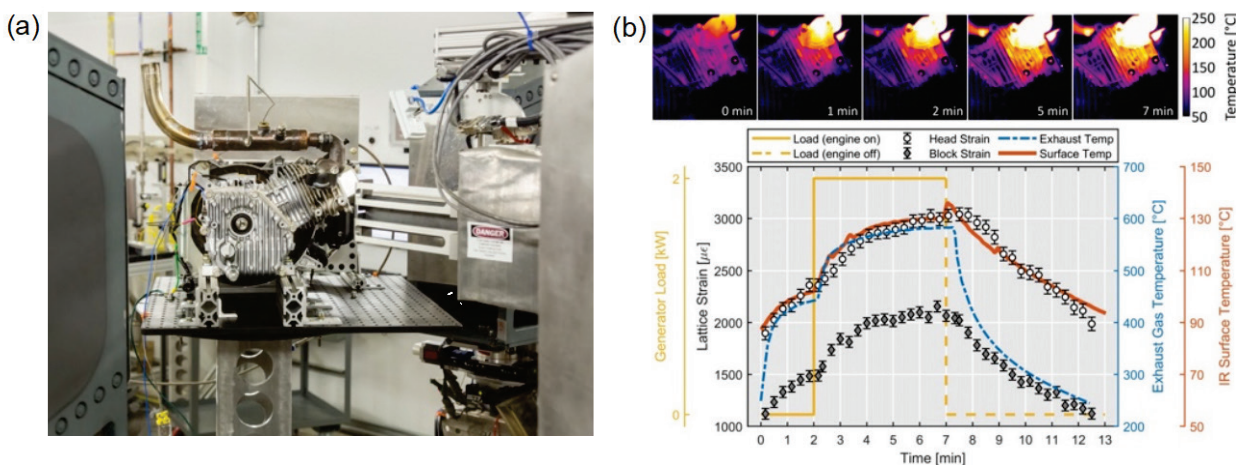 (a)
DANGER
(b)
0 min
1 min
2 min
5 min
7 min
250
200
150
100
50
Temperature [°C]
Load (engine on)
Load (engine off)
Head Strain
Block Strain
Exhaust Temp
Surface Temp
2
0
Generator Load [kW]
3500
3000
2500
2000
1500
1000
Lattice Strain [με]
700
600
500
400
300
200
Exhaust Gas Temperature [°C]
150
130
110
90
70
50
IR Surface Temperature [°C]
0 1 2 3 4 5 6 7 8 9 10 11 12 13
Time [min]